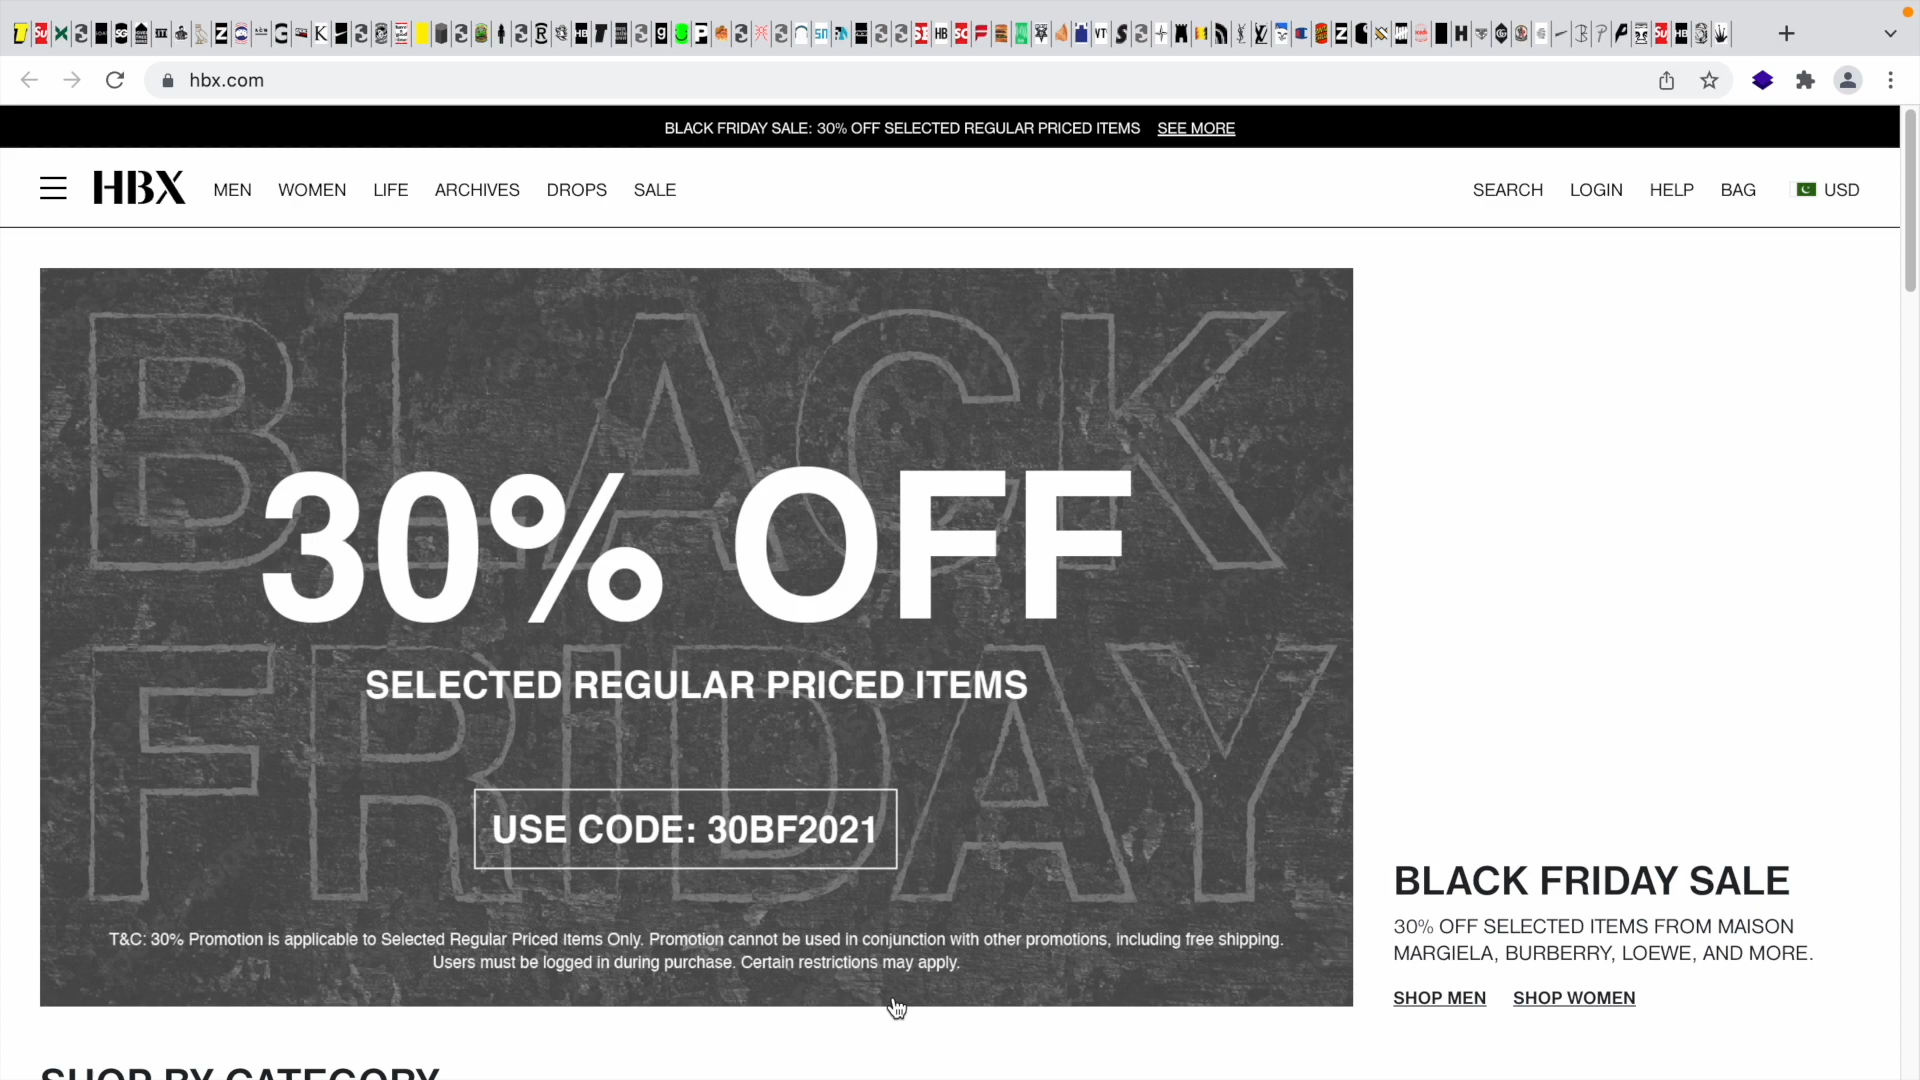 hbx.com
BLACK FRIDAY SALE: 30% OFF SELECTED REGULAR PRICED ITEMS SEE MORE
HBX MEN WOMEN LIFE ARCHIVES DROPS SALE SEARCH LOGIN HELP BAG USD
BLACK
30% OFF
FRIDAY
SELECTED REGULAR PRICED ITEMS
USE CODE: 30BF2021
T&C: 30% Promotion is applicable to Selected Regular Priced Items Only. Promotion cannot be used in conjunction with other promotions, including free shipping.
Users must be logged in during purchase. Certain restrictions may apply.
BLACK FRIDAY SALE
30% OFF SELECTED ITEMS FROM MAISON
MARGIELA, BURBERRY, LOEWE, AND MORE.
SHOP MEN SHOP WOMEN
SHOP BY CATEGORY